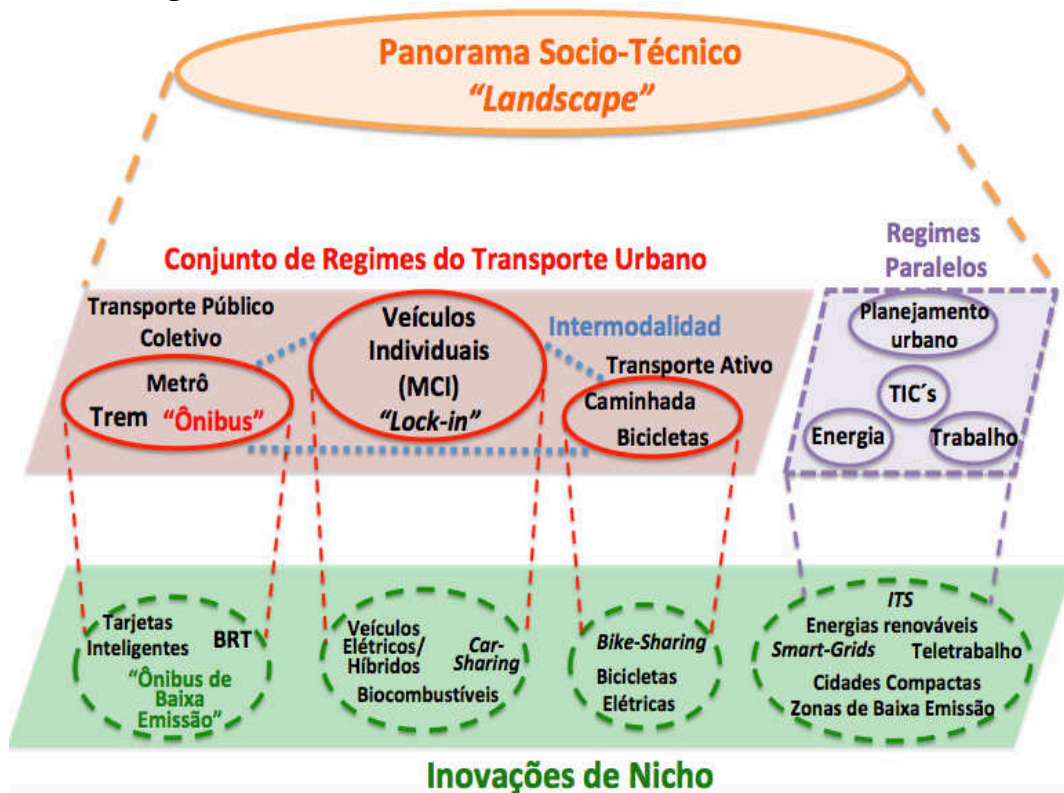 Panorama Socio-Técnico
“Landscape”
Conjunto de Regimes do Transporte Urbano
Regimes
Paralelos
Transporte Público
Coletivo
Metrô
Trem “Ônibus”
Veículos
Individuais
(MCI)
“Lock-in”
Intermodalidad
Transporte Ativo
Caminhada
Bicicletas
Planejamento
urbano
TIC´s
Energia
Trabalho
Tarjetas
Inteligentes
BRT
“Ônibus de
Baixa
Emissão”
Veículos
Elétricos/
Híbridos
Car-
Sharing
Biocombustíveis
Bike-Sharing
Bicicletas
Elétricas
ITS
Energias renováveis
Smart-Grids Teletrabalho
Cidades Compactas
Zonas de Baixa Emissão
Inovações de Nicho